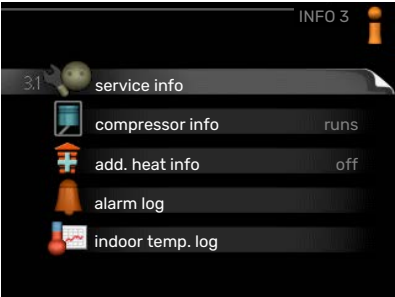 INFO 3
3.1 service info
compressor info runs
add. heat info off
alarm log
indoor temp. log